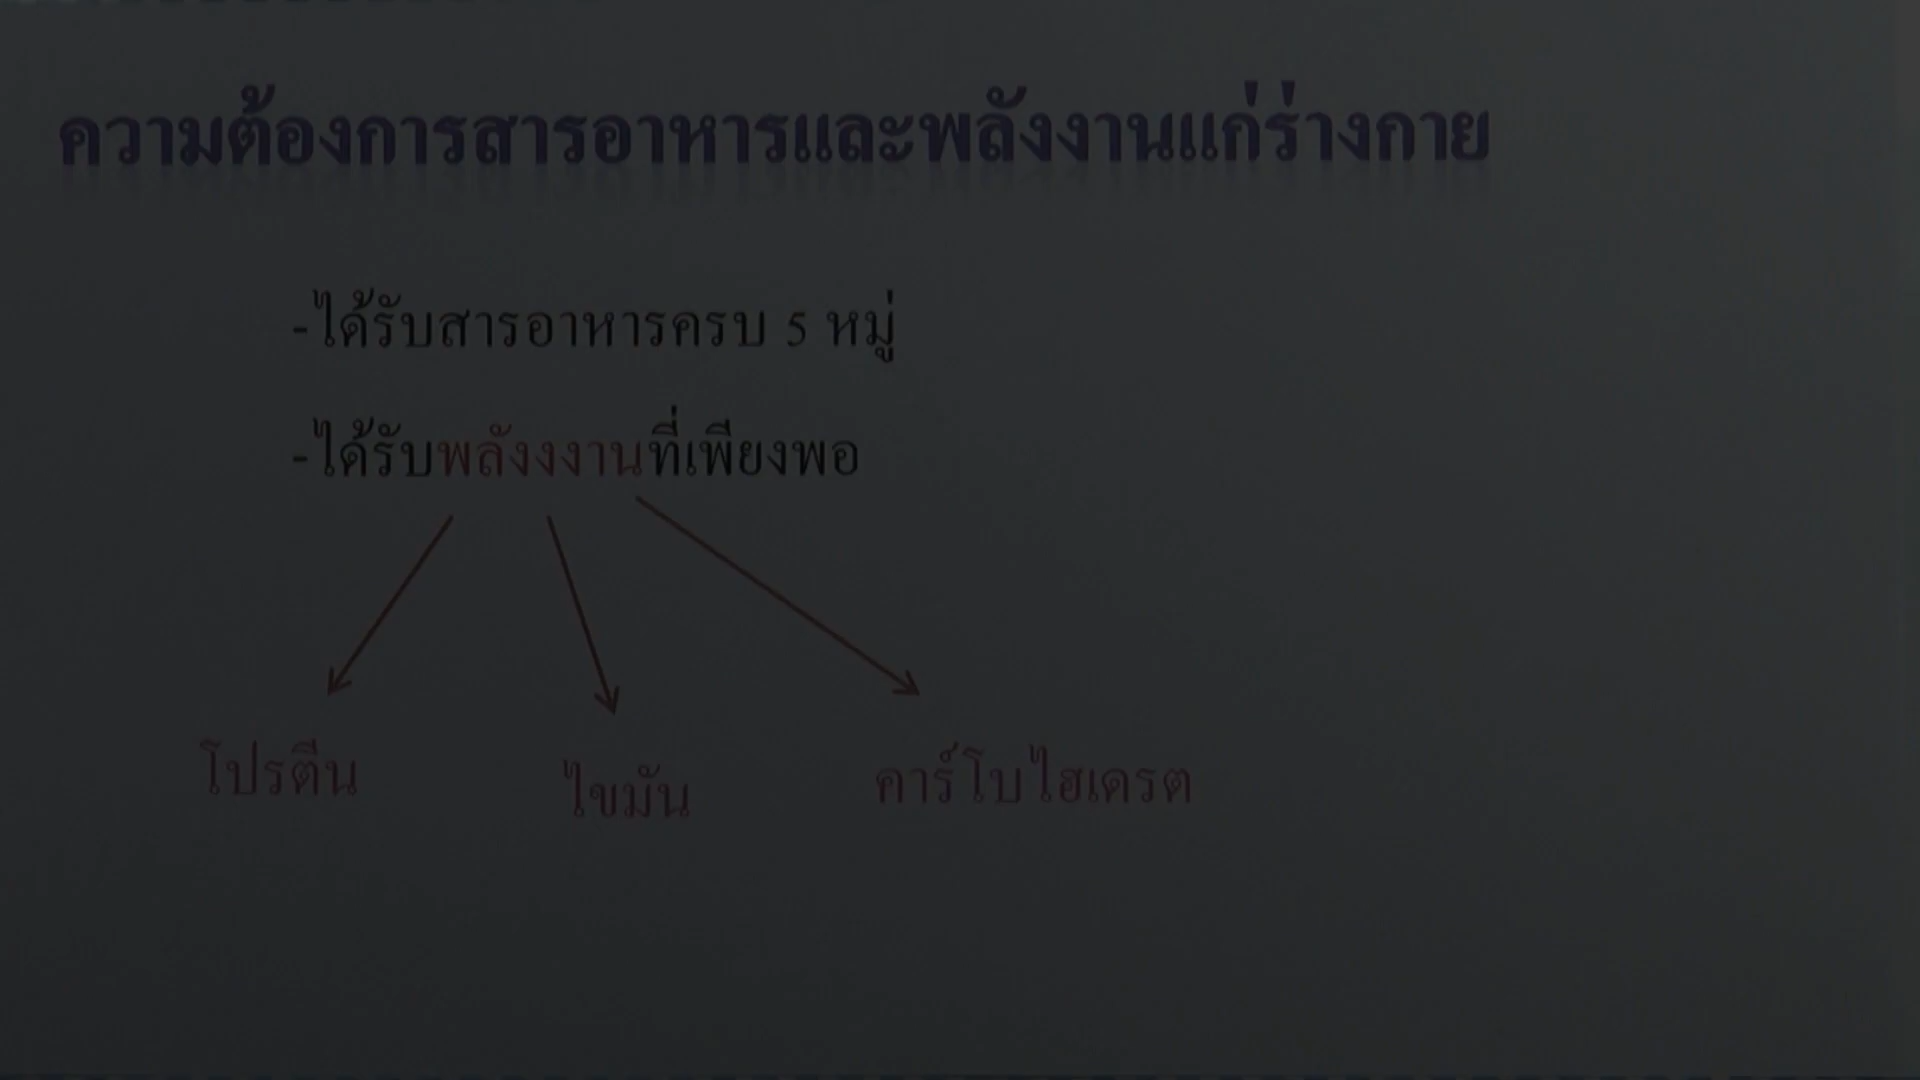 ความต้องการสารอาหารและพลังงานแก่ร่างกาย
-ได้รับสารอาหารครบ 5 หมู่
-ได้รับพลังงงานที่เพียงพอ
โปรตีน
ไขมัน
คาร์โบไฮเดรต